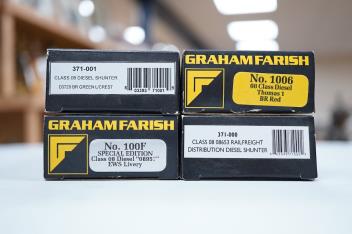 371-001
CLASS 08 DIESEL SHUNTER
D3729 BR GREEN L/CREST
GRAHAM FARISH
No. 1006
08 Class Diesel
Thomas 1
BR Red
GRAHAM FARISH
No. 100F
SPECIAL EDITION
Class 08 Diesel
EWS Livery
371-000
CLASS 08 08653 RAILFREIGHT
DISTRIBUTION DIESEL SHUNTER